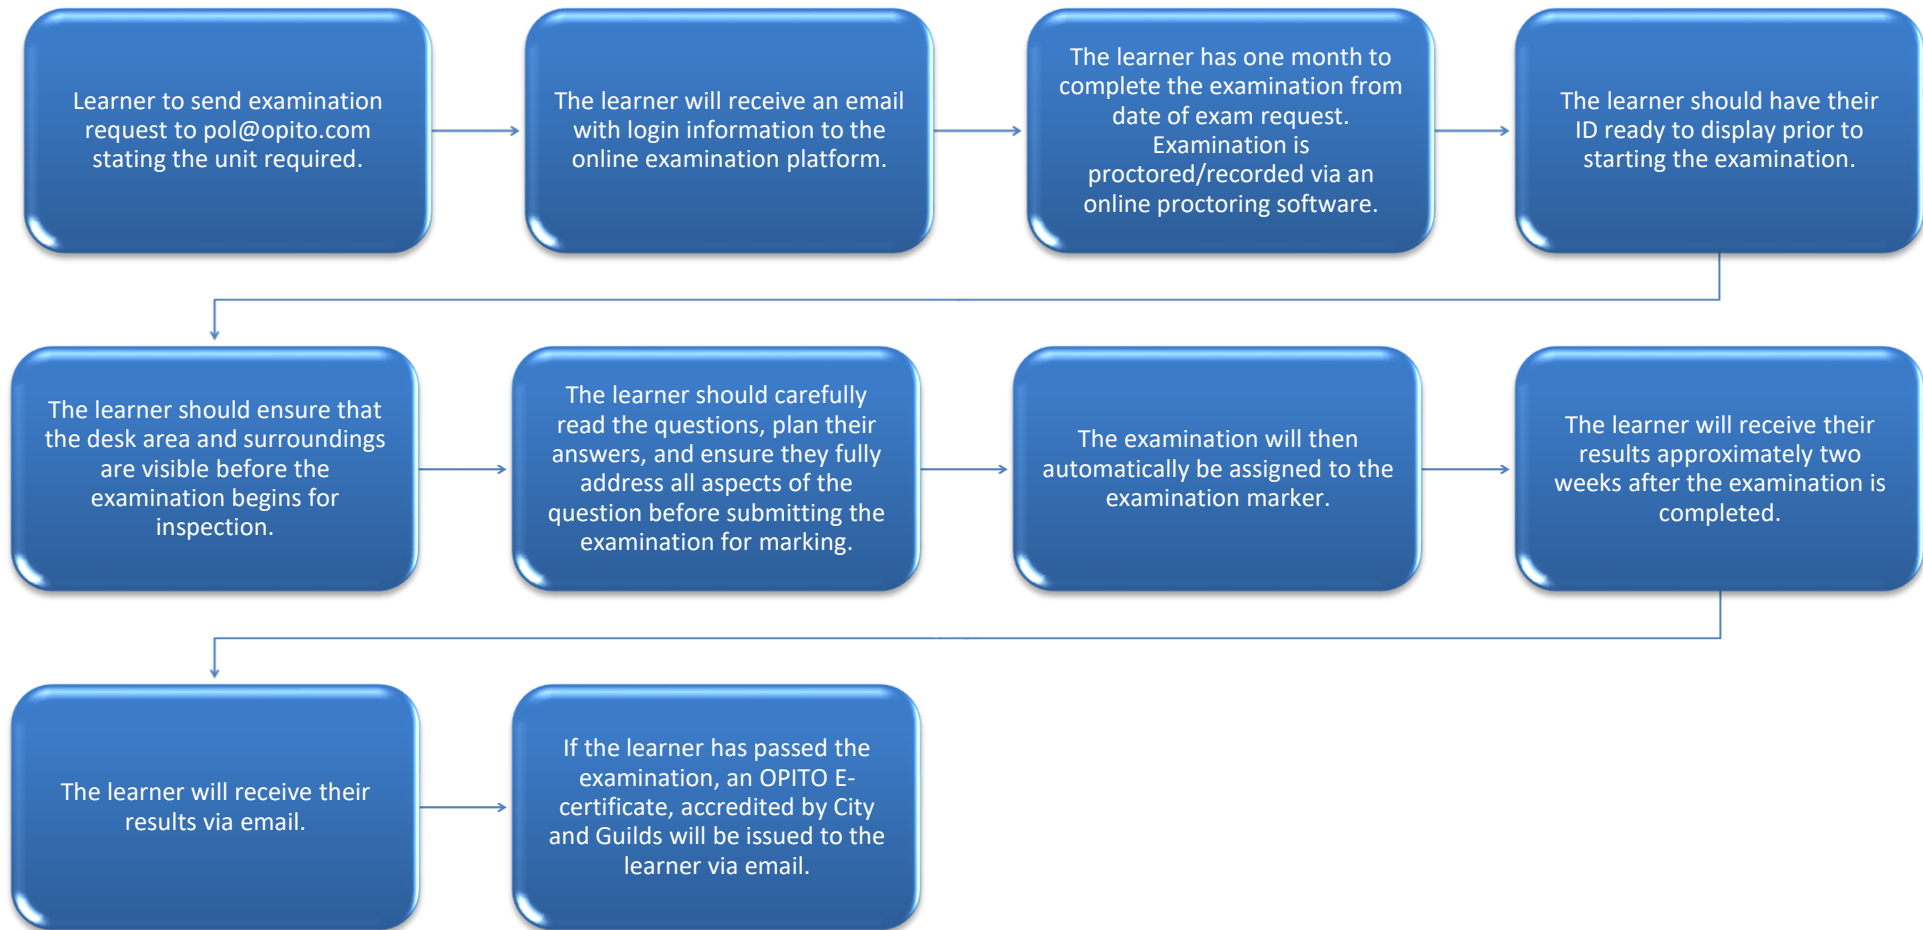 Learner to send examination
request to pol@opito.com
stating the unit required.
The learner will receive an email
with login information to the
online examination platform.
The learner has one month to
complete the examination from
date of exam request.
Examination is
proctored/recorded via an
online proctoring software.
The learner should have their
ID ready to display prior to
starting the examination.
The learner should ensure that
the desk area and surroundings
are visible before the
examination begins for
inspection.
The learner should carefully
read the questions, plan their
answers, and ensure they fully
address all aspects of the
question before submitting the
examination for marking.
The examination will then
automatically be assigned to the
examination marker.
The learner will receive their
results approximately two
weeks after the examination is
completed.
The learner will receive their
results via email.
If the learner has passed the
examination, an OPITO E-
certificate, accredited by City
and Guilds will be issued to the
learner via email.